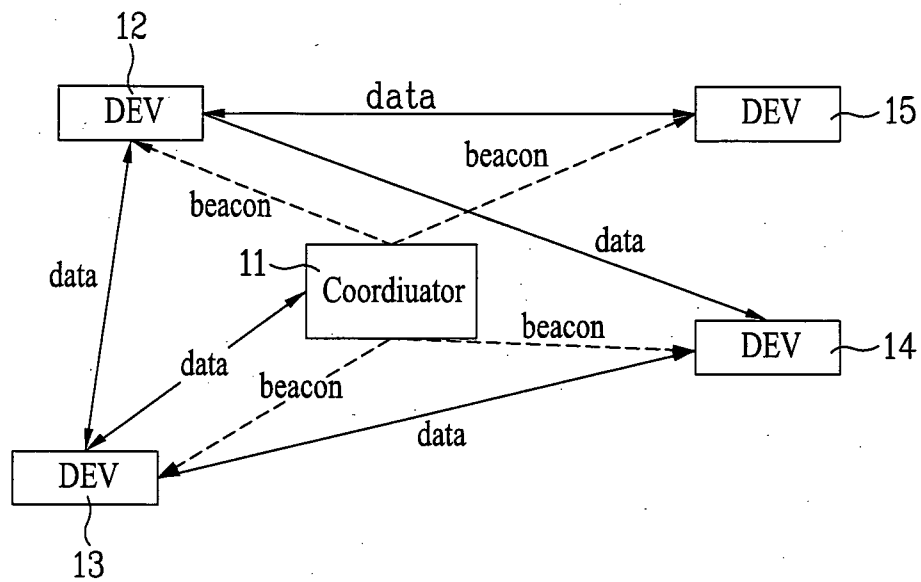 12
DEV
data
DEV
15
beacon
beacon
data
11
Coordiuator
data
beacon
DEV
14
data
beacon
data
DEV
13